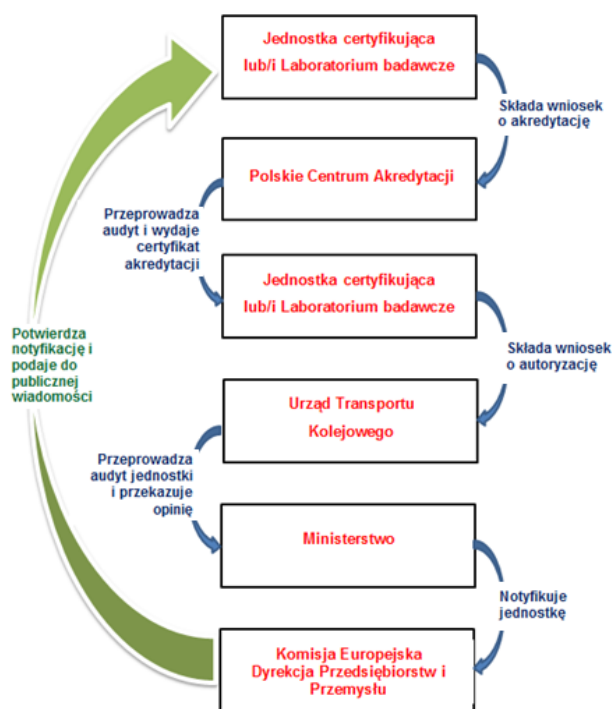 Jednostka certyfikująca
lub/i Laboratorium badawcze
Składa wniosek
o akredytację
Polskie Centrum Akredytacji
Przeprowadza
audyt i wydaje
certyfikat
akredytacji
Jednostka certyfikująca
lub/i Laboratorium badawcze
Potwierdza
notyfikację i
podaje do
publicznej
wiadomości
Składa wniosek
o autoryzację
Urząd Transportu
Kolejowego
Przeprowadza
audyt jednostki
i przekazuje
opinię
Ministerstwo
Notyfikuje
jednostkę
Komisja Europejska
Dyrekcja Przedsiębiorstw i
Przemysłu